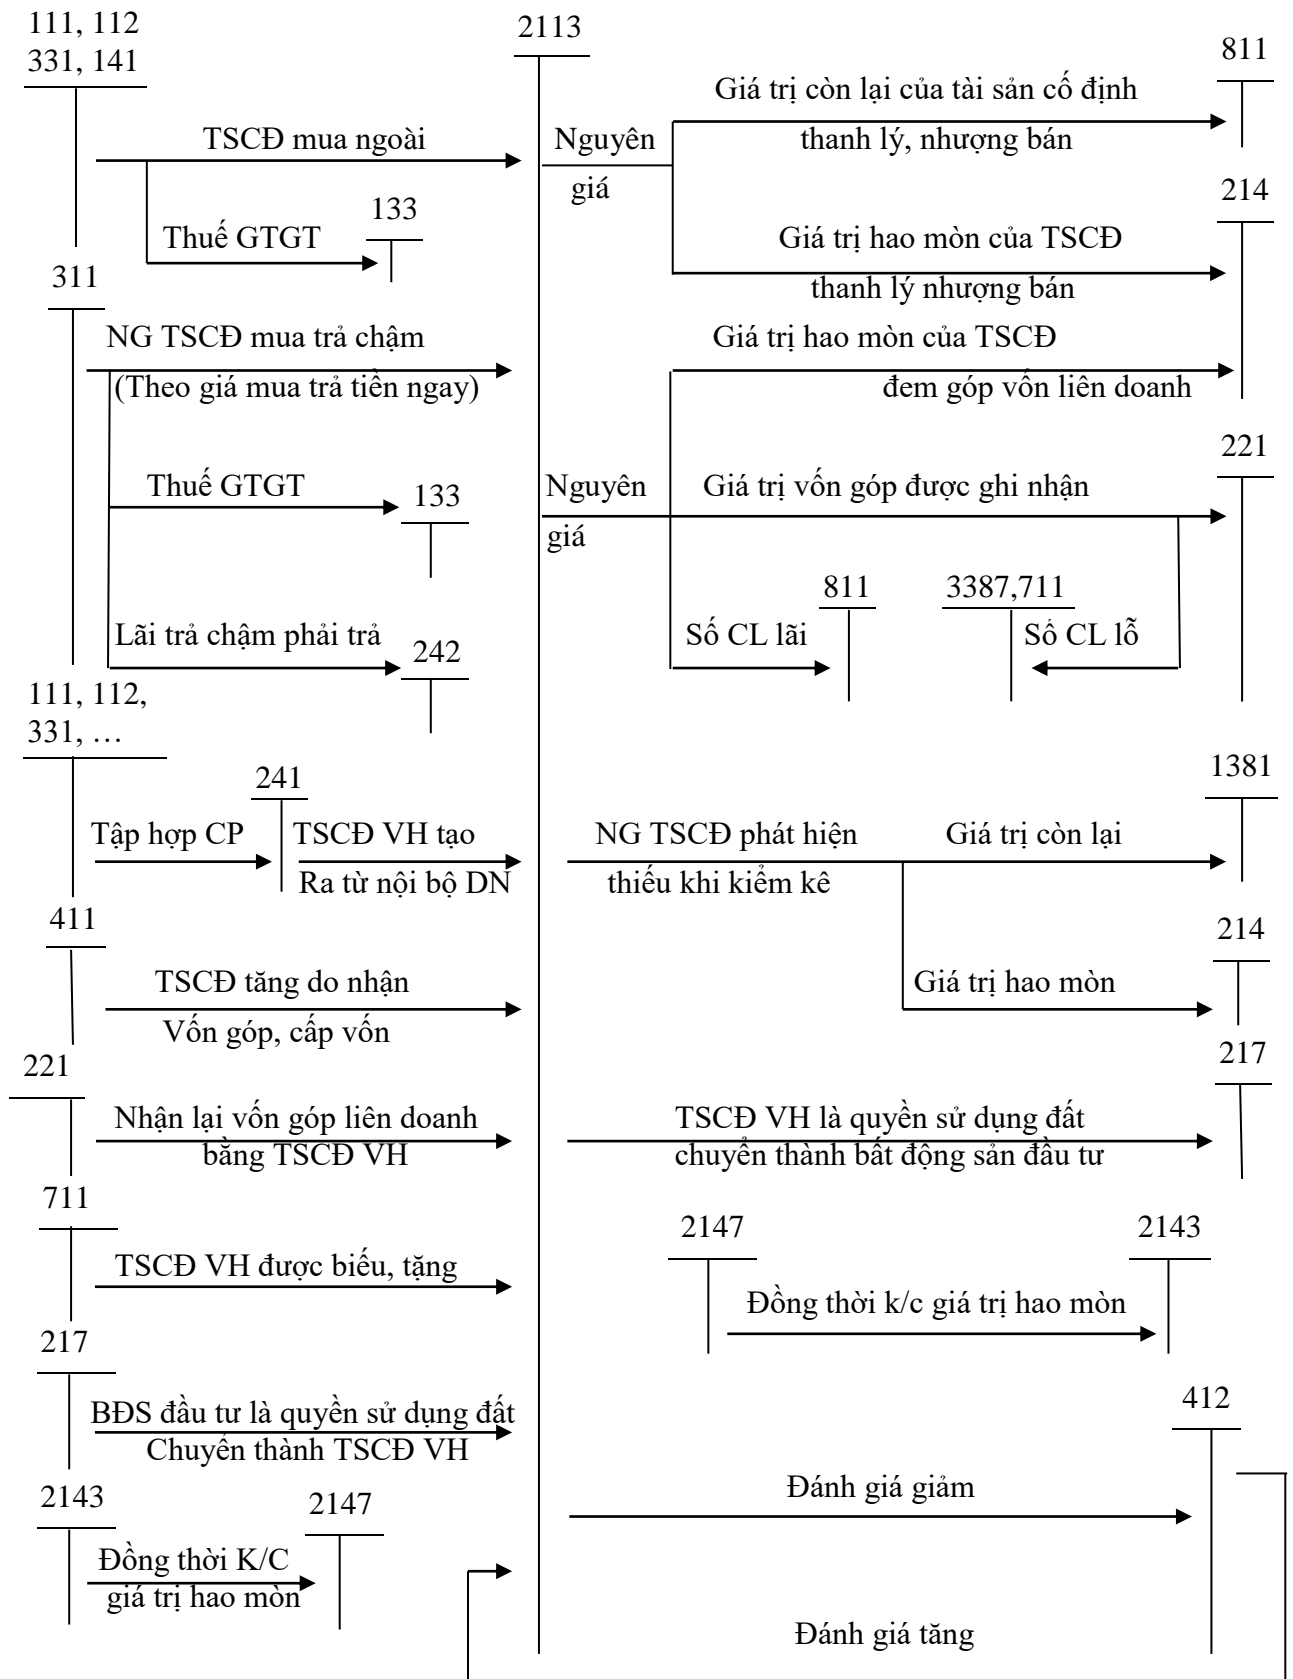 111, 112
331, 141
2113
811
Giá trị còn lại của tài sản cố định
thanh lý, nhượng bán
TSCĐ mua ngoài
Nguyên
giá
133
Thuế GTGT
214
Giá trị hao mòn của TSCĐ
thanh lý nhượng bán
311
NG TSCĐ mua trả chậm
(Theo giá mua trả tiền ngay)
Giá trị hao mòn của TSCĐ
đem góp vốn liên doanh
221
Thuế GTGT
133
Nguyên
giá
Giá trị vốn góp được ghi nhận
811
3387,711
Lãi trả chậm phải trả
242
Số CL lãi
Số CL lỗ
111, 112,
331, …
241
1381
Tập hợp CP
TSCĐ VH tạo
Ra từ nội bộ DN
NG TSCĐ phát hiện
thiếu khi kiểm kê
Giá trị còn lại
411
214
TSCĐ tăng do nhận
Vốn góp, cấp vốn
Giá trị hao mòn
221
217
Nhận lại vốn góp liên doanh
bằng TSCĐ VH
TSCĐ VH là quyền sử dụng đất
chuyển thành bất động sản đầu tư
711
2147
2143
TSCĐ VH được biếu, tặng
Đồng thời k/c giá trị hao mòn
217
412
BĐS đầu tư là quyền sử dụng đất
Chuyển thành TSCĐ VH
2143
2147
Đánh giá giảm
Đồng thời K/C
giá trị hao mòn
Đánh giá tăng